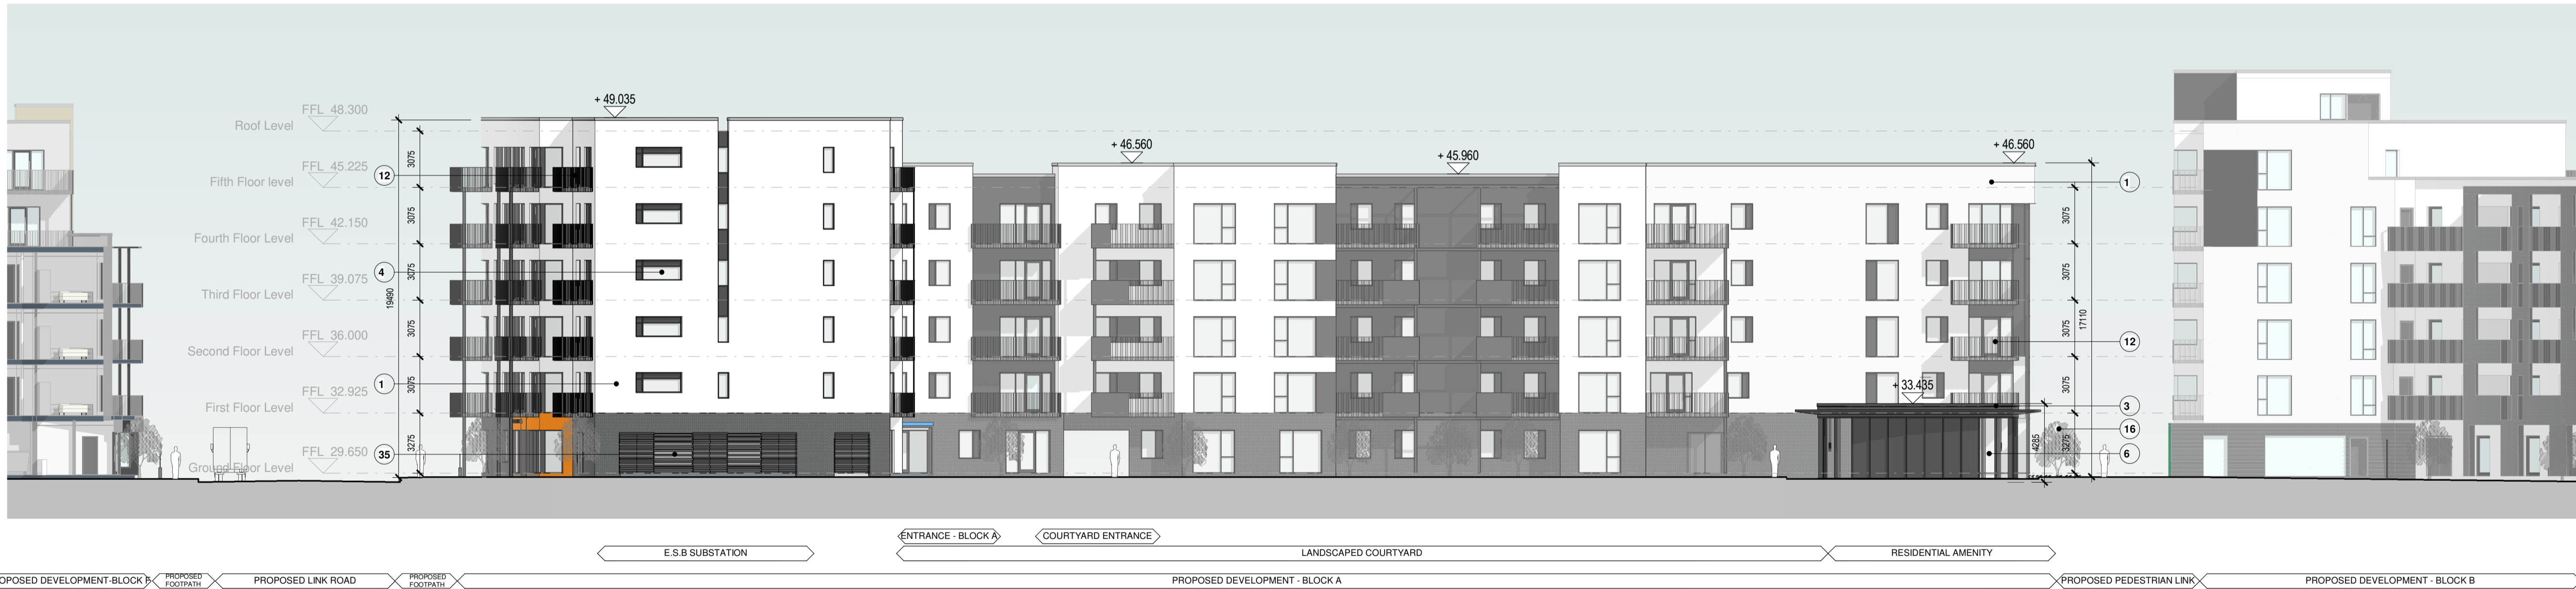 + 49.035
FFL 48.300
Roof Level
3075
+ 46.560
+ 45.960
+ 46.560
FFL 45.225
Fifth Floor level
12
1
3075
3075
FFL 42.150
Fourth Floor Level
4
3075
3075
FFL 39.075
Third Floor Level
19490
3075
3075
17110
FFL 36.000
Second Floor Level
12
1
3075
3075
FFL 32.925
First Floor Level
+ 33.435
3
16
3275
4285
3275
FFL 29.650
Ground Floor Level
35
6
ENTRANCE - BLOCK A
COURTYARD ENTRANCE
E.S.B SUBSTATION
LANDSCAPED COURTYARD
RESIDENTIAL AMENITY
OPOSED DEVELOPMENT-BLOCK F
PROPOSED
FOOTPATH
PROPOSED LINK ROAD
PROPOSED
FOOTPATH
PROPOSED DEVELOPMENT - BLOCK A
PROPOSED PEDESTRIAN LINK
PROPOSED DEVELOPMENT - BLOCK B